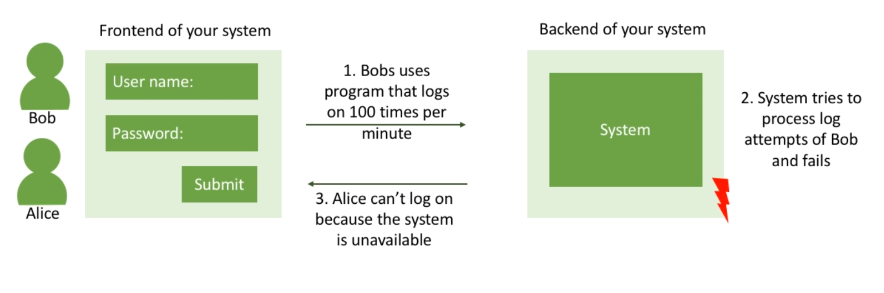 Frontend of your system
Backend of your system
Bob
Alice
User name:
Password:
Submit
1. Bobs uses
program that logs
on 100 times per
minute
3. Alice can't log on
because the system
is unavailable
System
2. System tries to
process log
attempts of Bob
and fails